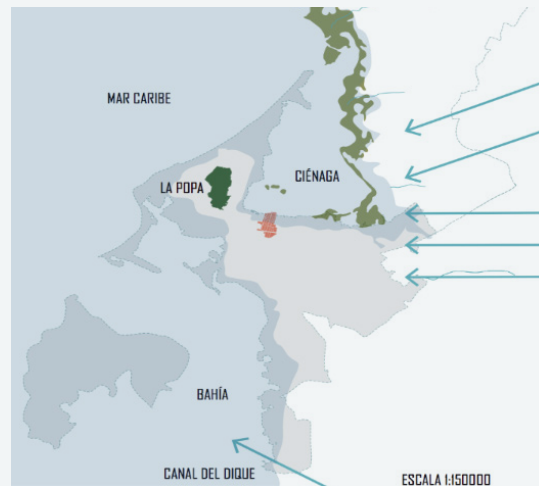 MAR CARIBE
CIÉNAGA
LA POPA
BAHÍA
CANAL DEL DIQUE
ESCALA 1:150000